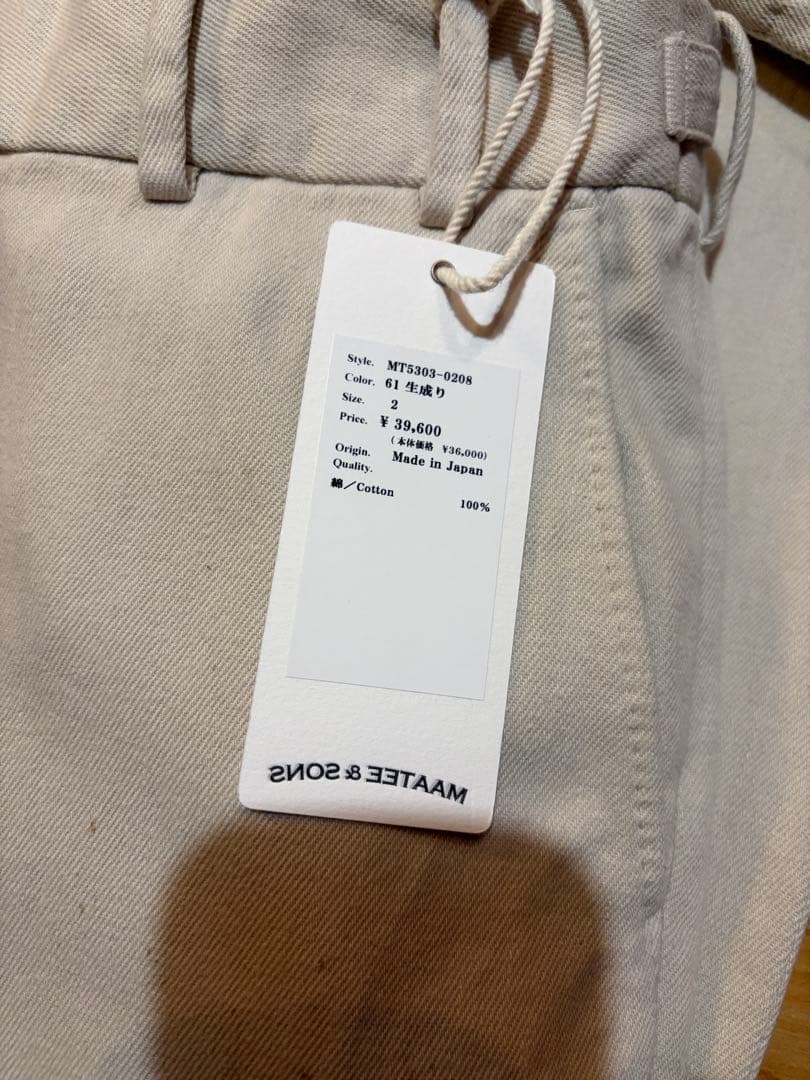 Style. MT5303-0208
Color. 61 生成り
Size. 2
Price. ¥ 39,600
(本体価格 ¥36,000)
Origin. Made in Japan
Quality.
綿/Cotton 100%
MAATEE & SONS